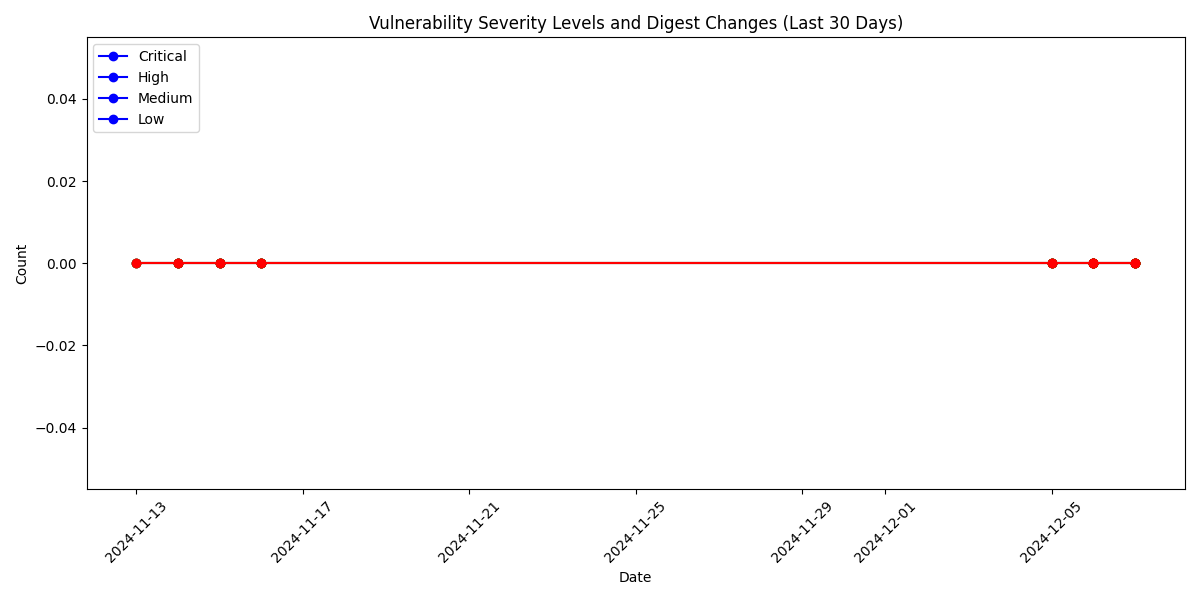 Vulnerability Severity Levels and Digest Changes (Last 30 Days)
Critical
High
Medium
Low
Count
0.04
0.02
0.00
−0.02
−0.04
2024-11-13
2024-11-17
2024-11-21
2024-11-25
2024-11-29
2024-12-01
2024-12-05
Date